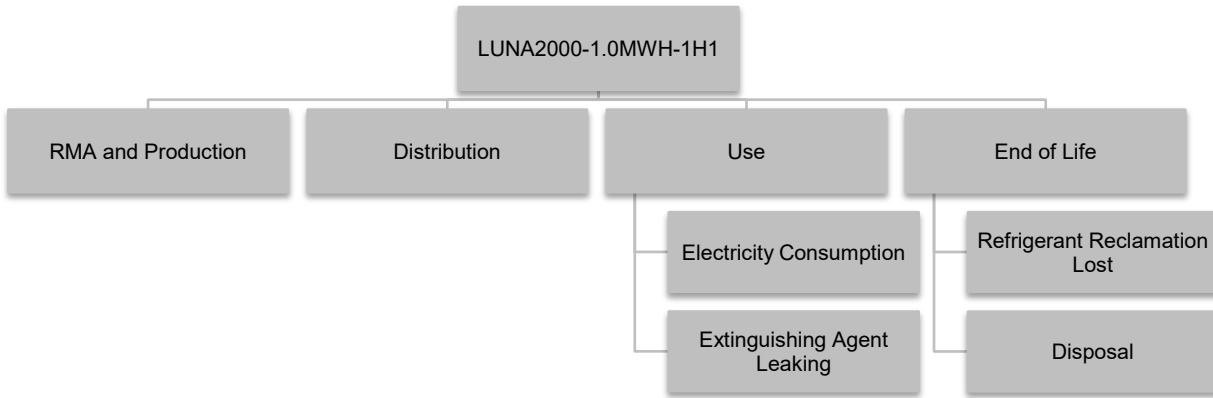 LUNA2000-1.0MWH-1H1
RMA and Production
Distribution
Use
End of Life
Electricity Consumption
Refrigerant Reclamation
Lost
Extinguishing Agent
Leaking
Disposal